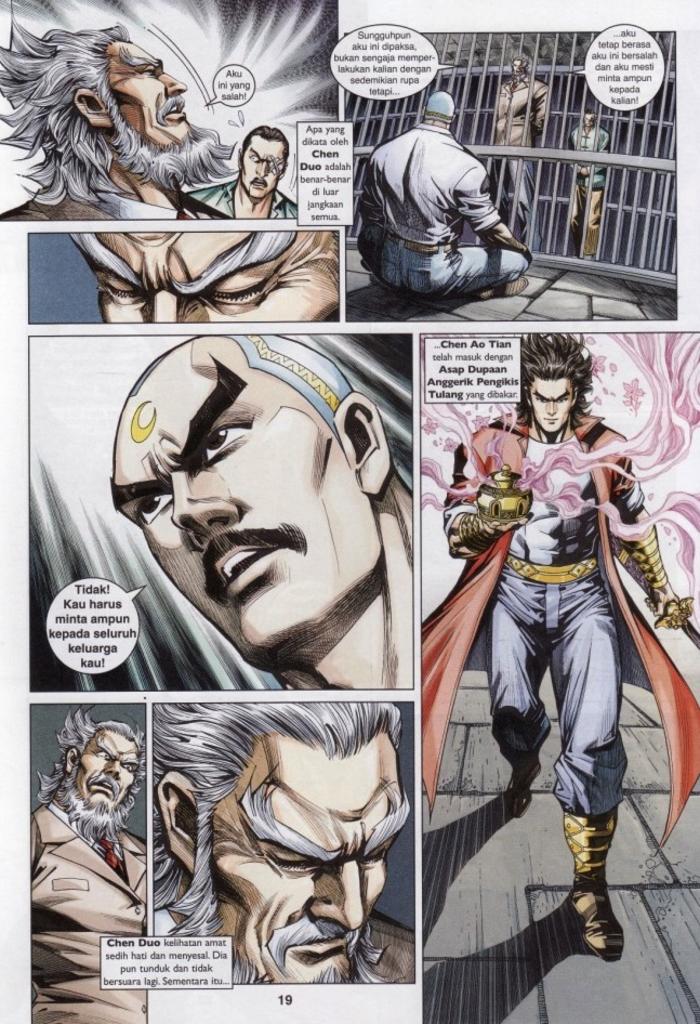 Aku
ini yang
salah!
Apa yang
dikata oleh
Chen
Duo adalah
benar-benar
di luar
jangkaan
semua.
Sungguhpun
aku ini dipaksa,
bukan sengaja memper-
lakukan kalian dengan
sedemikian rupa
tetapi...
...aku
tetap berasa
aku ini bersalah
dan aku mesti
minta ampun
kepada
kalian!
Tidak!
Kau harus
minta ampun
kepada seluruh
keluarga
kau!
...Chen Ao Tian
telah masuk dengan
Asap Dupaan
Anggerik Pengikis
Tulang yang dibakar.
Chen Duo kelihatan amat
sedih hati dan menyesal. Dia
pun tunduk dan tidak
bersuara lagi. Sementara itu...
19